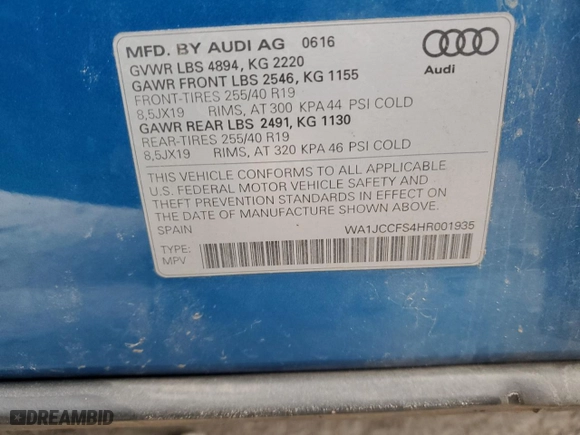 MFD. BY AUDI AG 0616
GVWR LBS 4894, KG 2220
GAWR FRONT LBS 2546, KG 1155
FRONT-TIRES 255/40 R19
8,5JX19 RIMS, AT 300 KPA 44 PSI COLD
GAWR REAR LBS 2491, KG 1130
REAR-TIRES 255/40 R19
8,5JX19 RIMS, AT 320 KPA 46 PSI COLD
Audi
THIS VEHICLE CONFORMS TO ALL APPLICABLE
U.S. FEDERAL MOTOR VEHICLE SAFETY AND
THEFT PREVENTION STANDARDS IN EFFECT ON
THE DATE OF MANUFACTURE SHOWN ABOVE.
SPAIN
WA1JCCFS4HR001935
TYPE:
MPV
DREAMBID